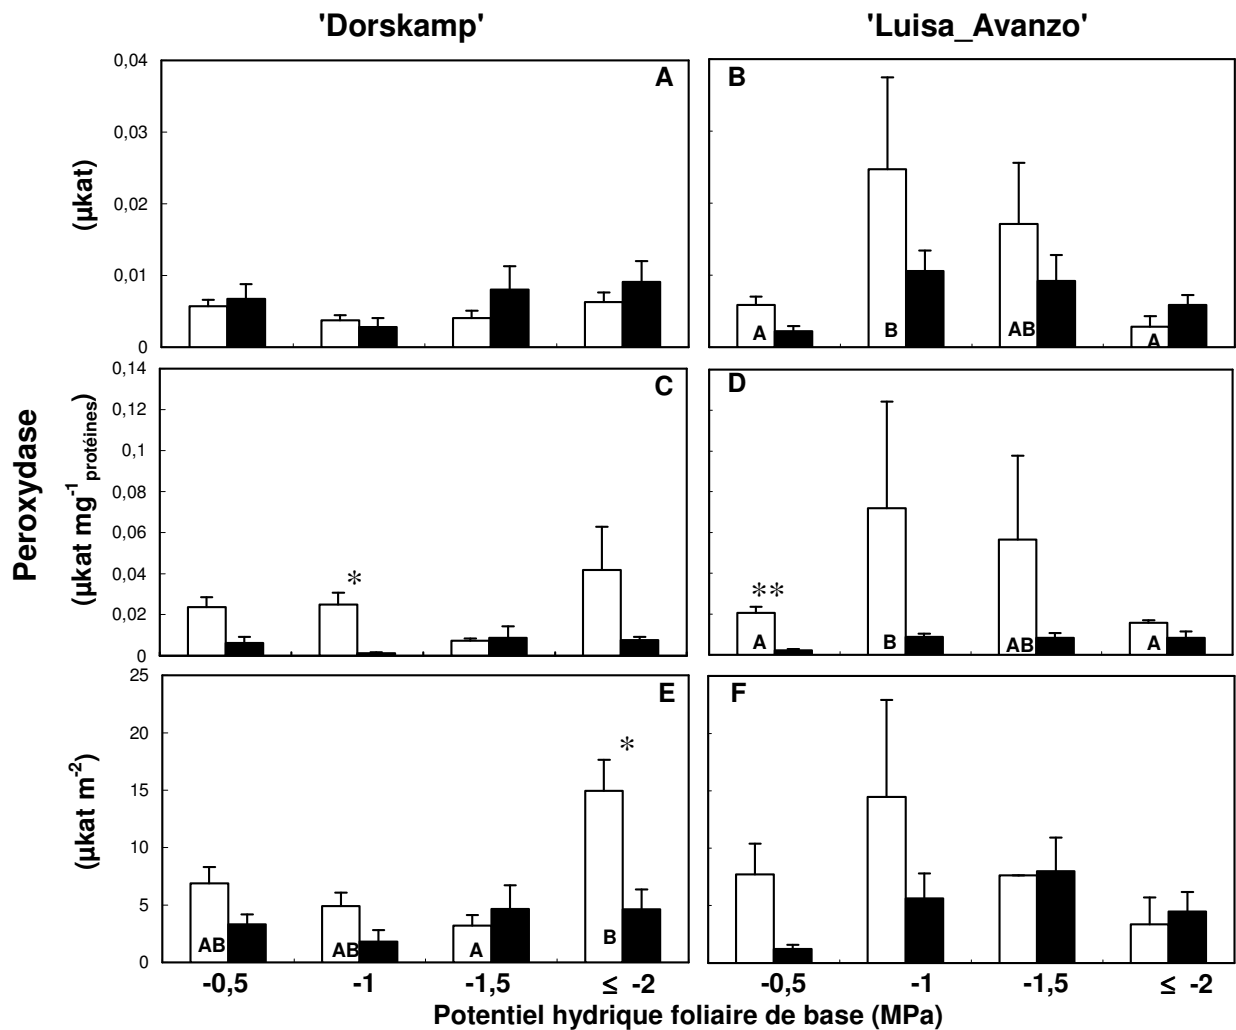 'Dorskamp' 'Luisa_Avanzo'
Peroxydase
(µkat)
0,04
0,03
0,02
0,01
0
A
B
A B AB A
(µkat mg-1 protéines)
0,14
0,12
0,1
0,08
0,06
0,04
0,02
0
C
*
D
**
A B AB A
(µkat m-2)
25
20
15
10
5
0
E
*
AB AB A B
F
-0,5 -1 -1,5 ≤ -2 -0,5 -1 -1,5 ≤ -2
Potentiel hydrique foliaire de base (MPa)